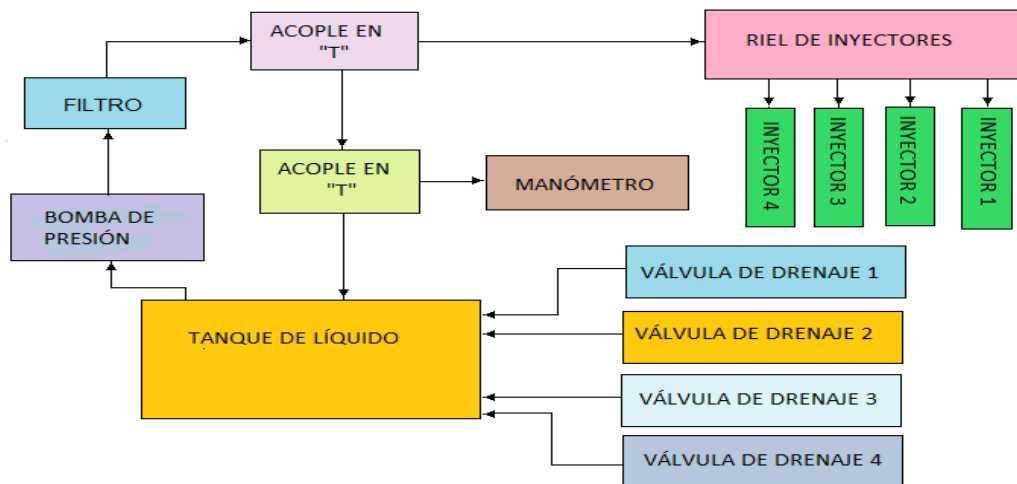 ACOPLE EN
"T"
RIEL DE INYECTORES
FILTRO
INYECTOR 4
INYECTOR 3
INYECTOR 2
INYECTOR 1
ACOPLE EN
"T"
MANÓMETRO
BOMBA DE
PRESIÓN
VÁLVULA DE DRENAJE 1
TANQUE DE LÍQUIDO
VÁLVULA DE DRENAJE 2
VÁLVULA DE DRENAJE 3
VÁLVULA DE DRENAJE 4